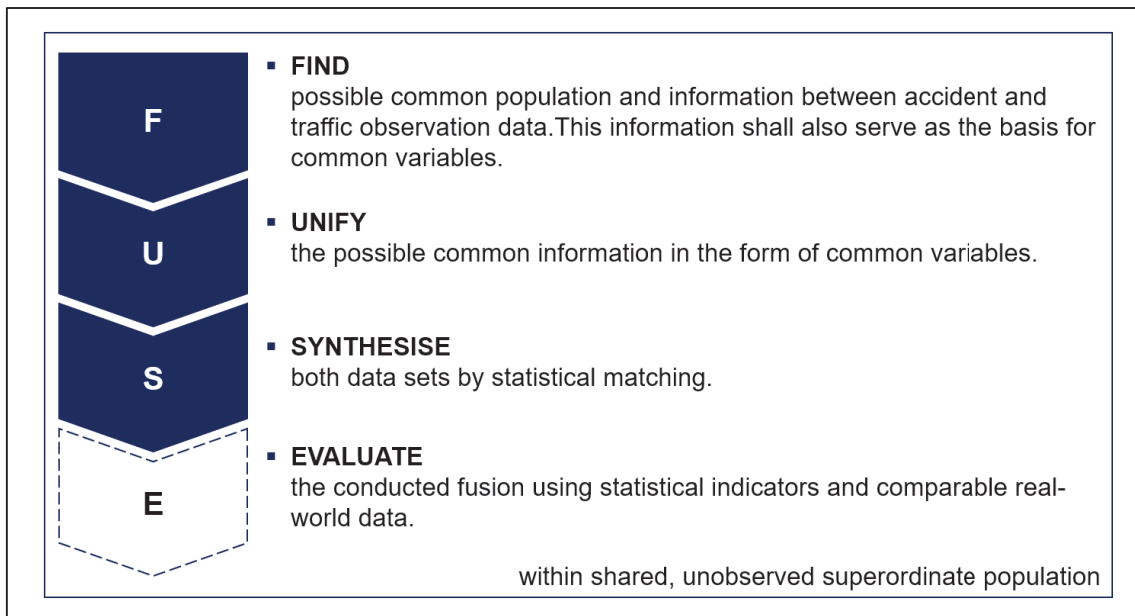 F
▪ FIND
possible common population and information between accident and
traffic observation data.This information shall also serve as the basis for
common variables.
U
▪ UNIFY
the possible common information in the form of common variables.
S
▪ SYNTHESISE
both data sets by statistical matching.
E
▪ EVALUATE
the conducted fusion using statistical indicators and comparable real-
world data.
within shared, unobserved superordinate population